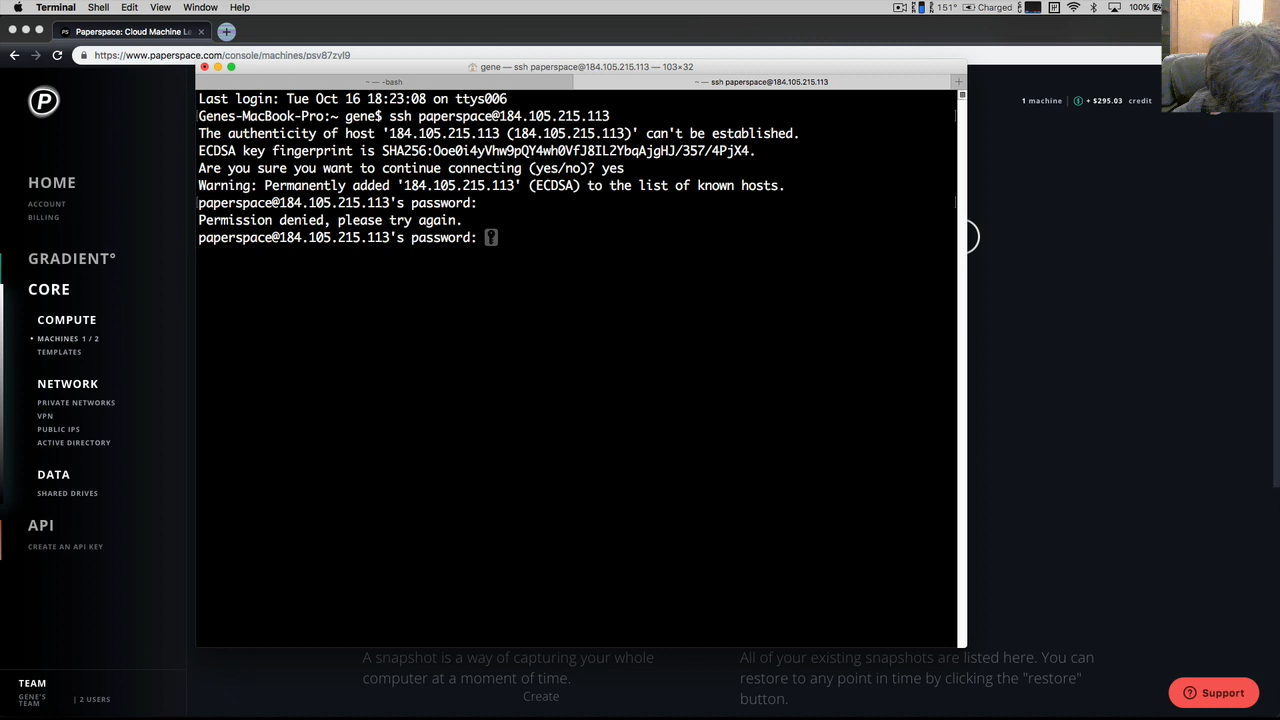 Terminal Shell Edit View Window Help
151° Charged 100%
Paperspace: Cloud Machine Le
https://www.paperspace.com/console/machines/psv87zyl9
gene — ssh paperspace@184.105.215.113 — 103×32
~ — -bash
~ — ssh paperspace@184.105.215.113
Last login: Tue Oct 16 18:23:08 on ttys006
Genes-MacBook-Pro:~ gene$ ssh paperspace@184.105.215.113
The authenticity of host '184.105.215.113 (184.105.215.113)' can't be established.
ECDSA key fingerprint is SHA256:Ooe0i4yVhw9pQY4wh0VfJ8IL2YbqAjgHJ/357/4PjX4.
Are you sure you want to continue connecting (yes/no)? yes
Warning: Permanently added '184.105.215.113' (ECDSA) to the list of known hosts.
paperspace@184.105.215.113's password:
Permission denied, please try again.
paperspace@184.105.215.113's password:
1 machine | + $295.03 credit
HOME
ACCOUNT
BILLING
GRADIENT°
CORE
COMPUTE
• MACHINES 1 / 2
TEMPLATES
NETWORK
PRIVATE NETWORKS
VPN
PUBLIC IPS
ACTIVE DIRECTORY
DATA
SHARED DRIVES
API
CREATE AN API KEY
TEAM
GENE'S TEAM | 2 USERS
A snapshot is a way of capturing your whole
computer at a moment of time.
Create
All of your existing snapshots are listed here. You can
restore to any point in time by clicking the "restore"
button.
Support